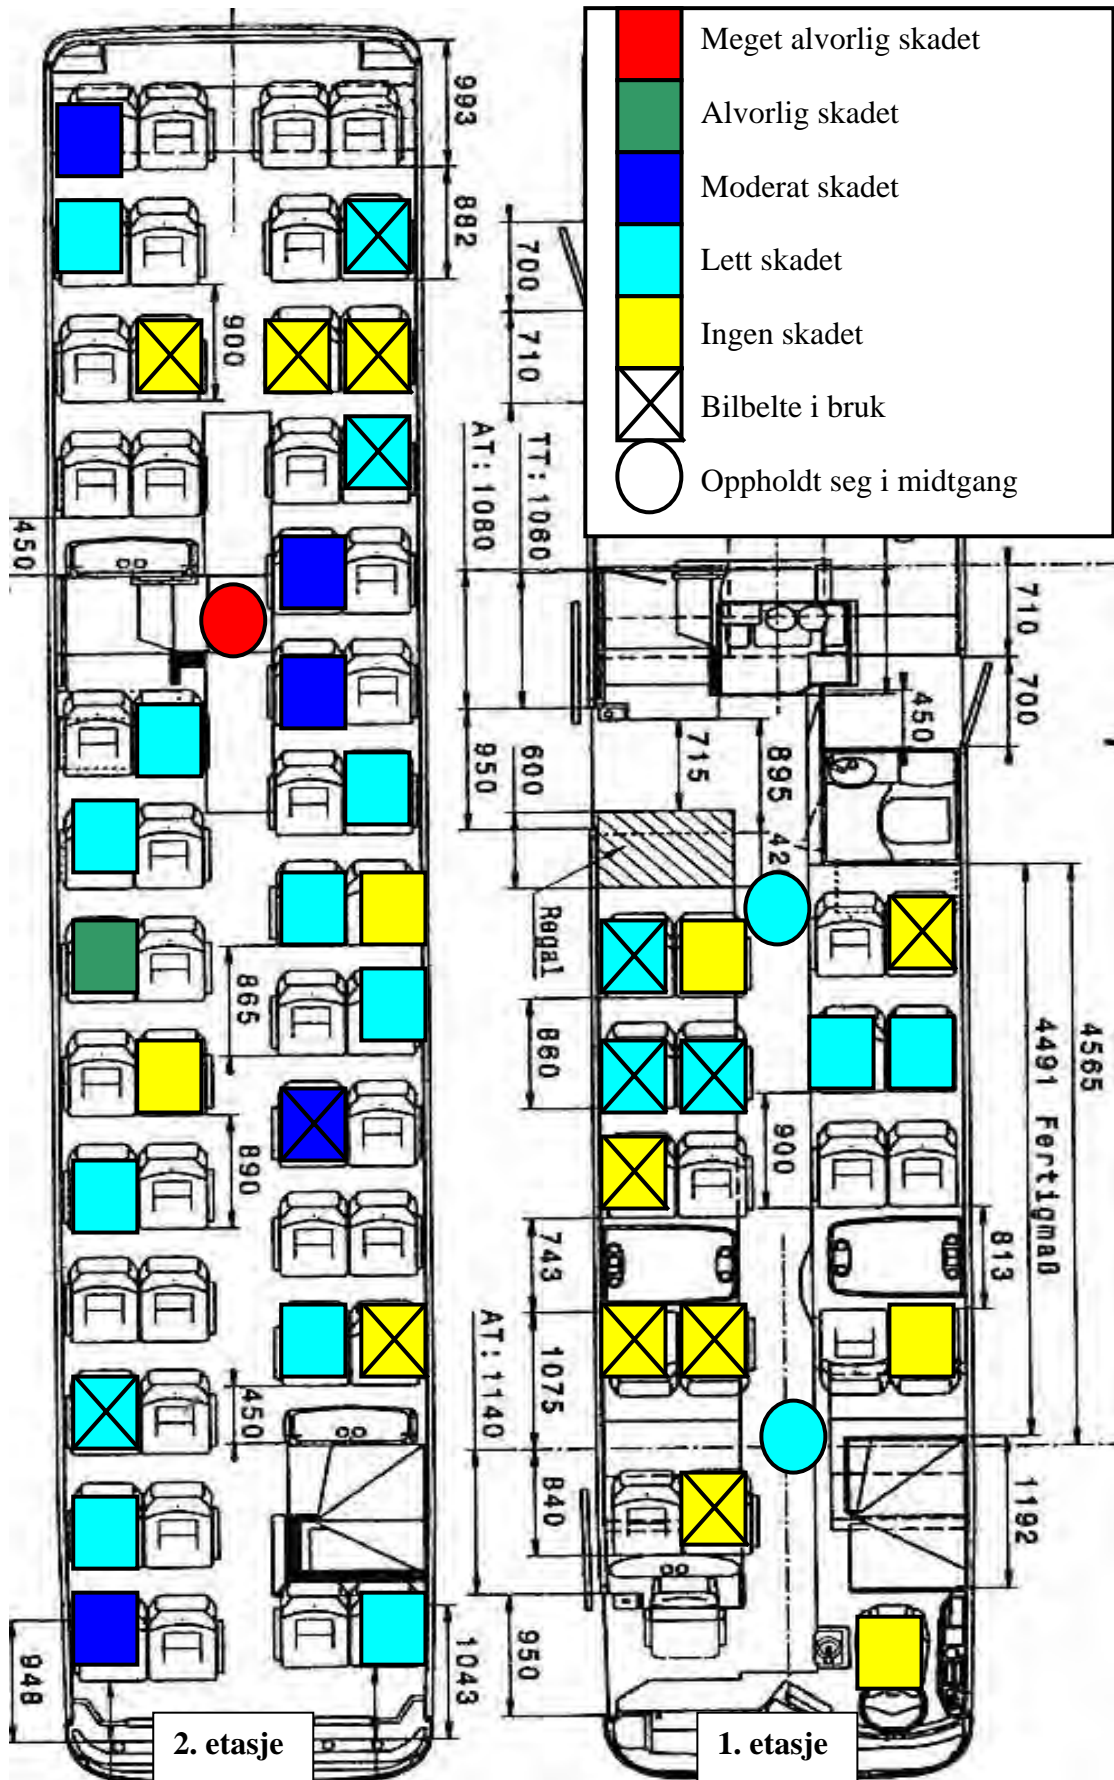 Meget alvorlig skadet
Alvorlig skadet
Moderat skadet
Lett skadet
Ingen skadet
Bilbelte i bruk
Oppholdt seg i midtgang
993
882
900
450
865
890
450
948
1043
2. etasje
700
710
AT:1080
TT:1060
950
600
715
895
42
450
710
700
Regal
860
900
743
1075
AT:1140
840
950
813
4491 Fertigmaß
4565
1192
1. etasje